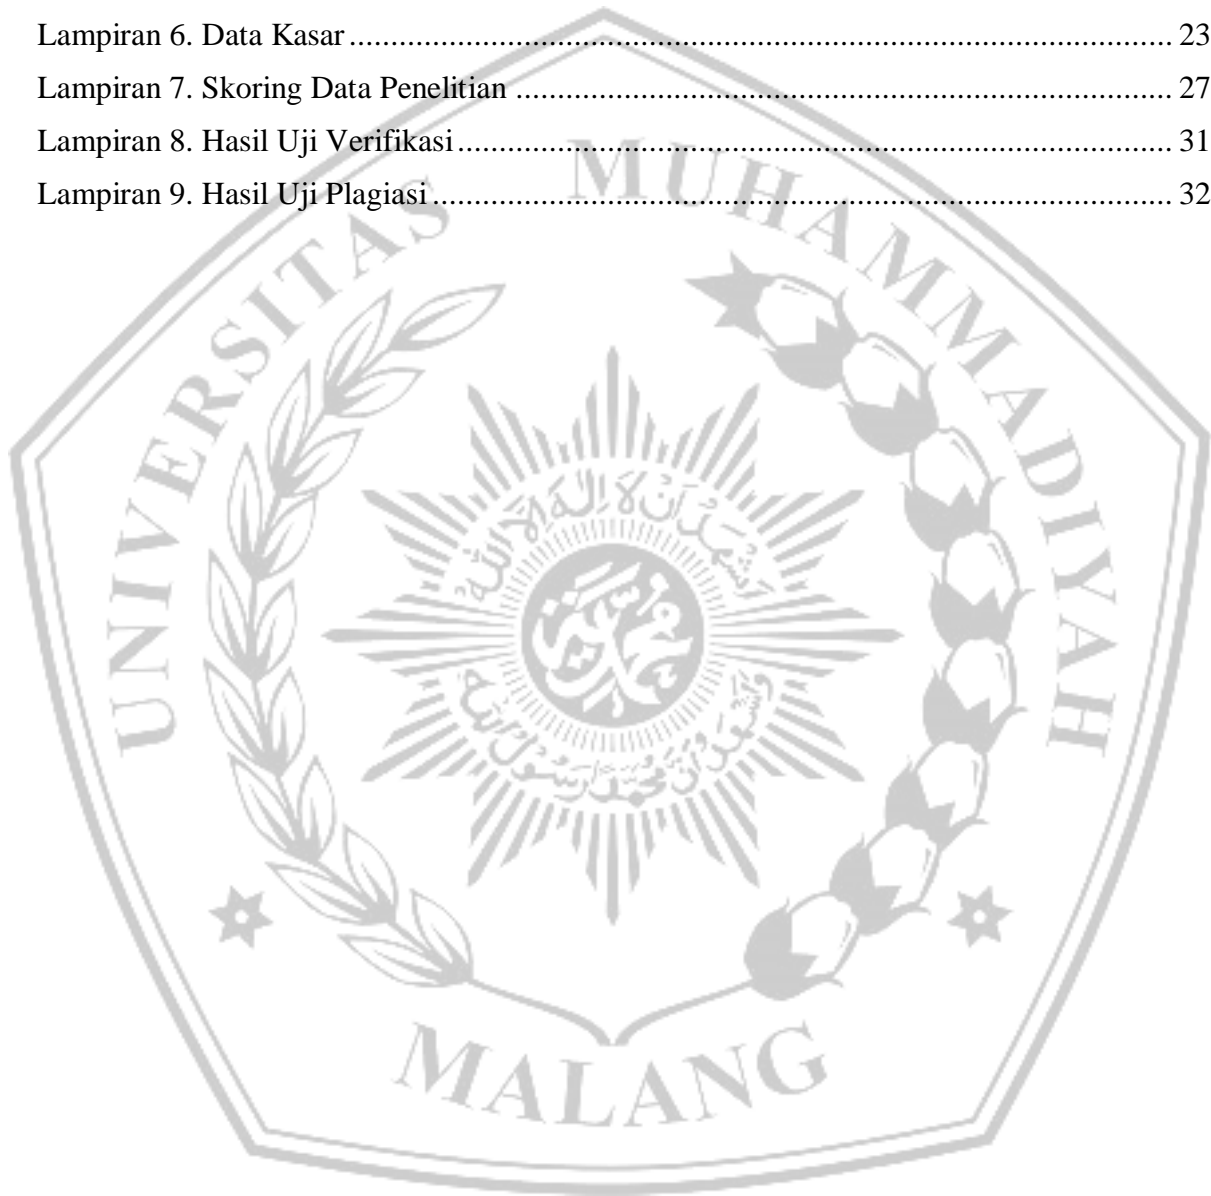 Lampiran 6. Data Kasar ........................................................................................................ 23
Lampiran 7. Skoring Data Penelitian .................................................................................... 27
Lampiran 8. Hasil Uji Verifikasi ........................................................................................... 31
Lampiran 9. Hasil Uji Plagiasi .............................................................................................. 32
UNIVERSITAS MUHAMMADIYAH
MALANG